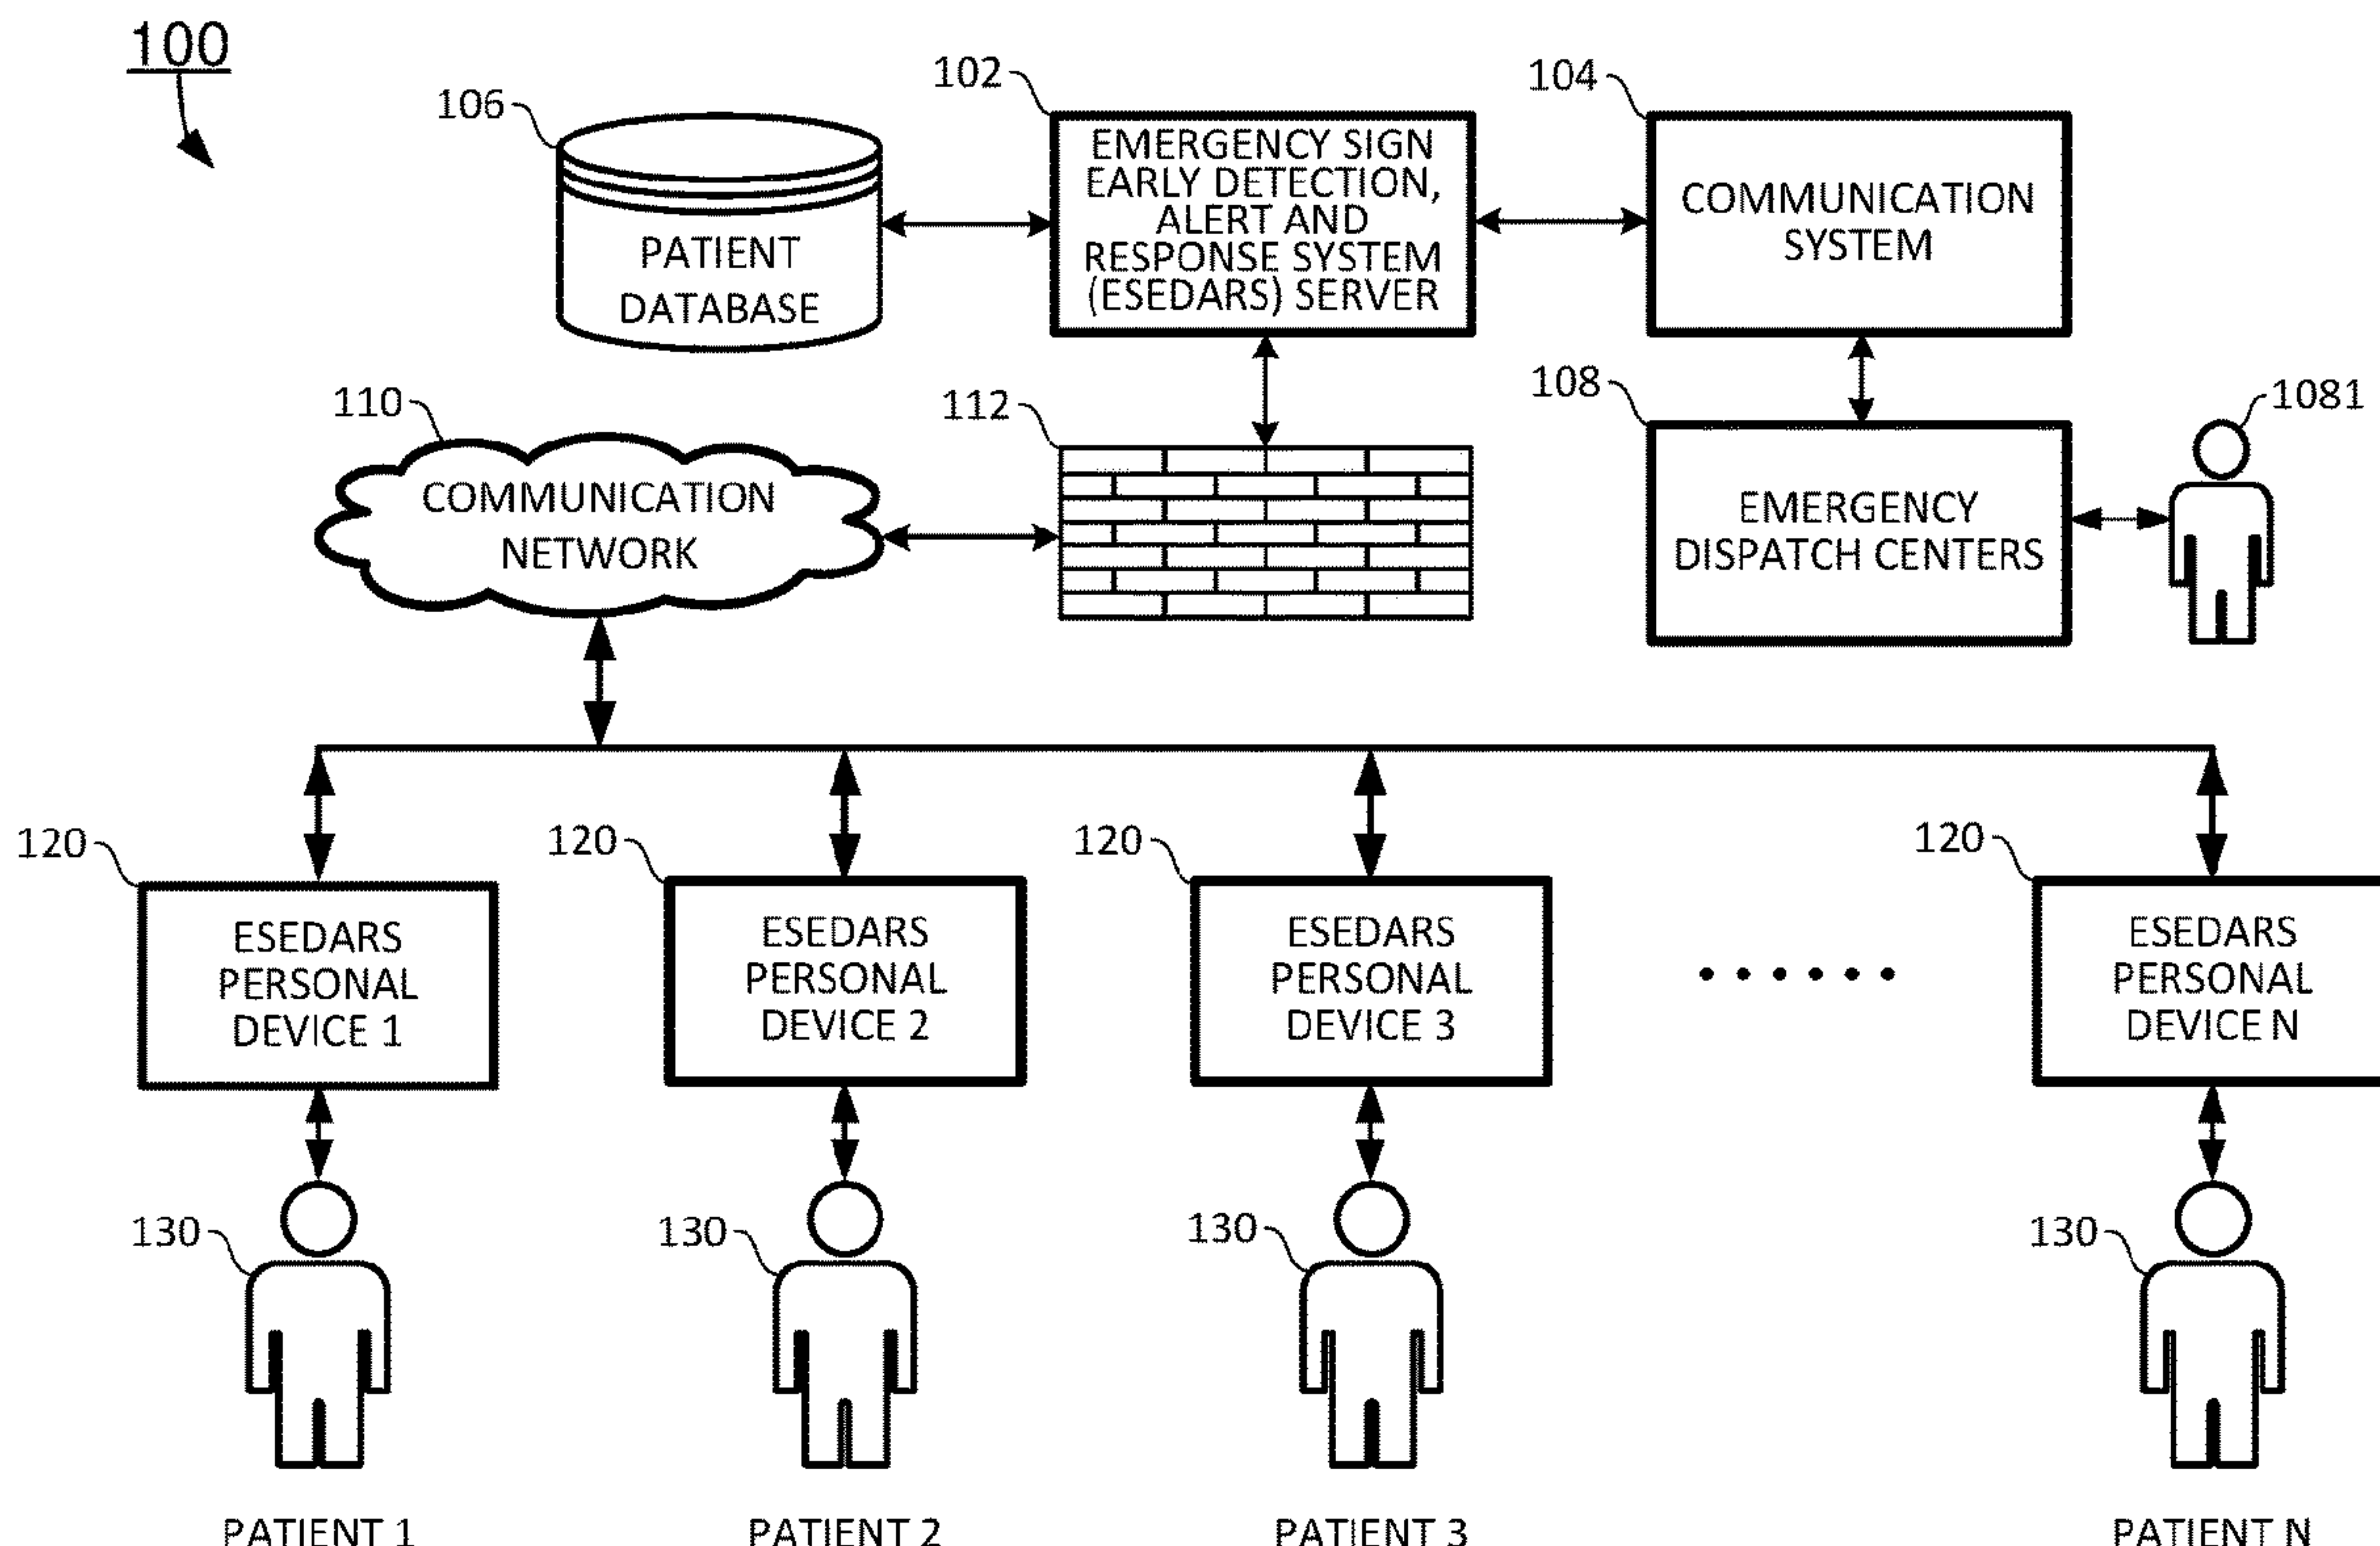 100
106
102
104
PATIENT
DATABASE
EMERGENCY SIGN
EARLY DETECTION,
ALERT AND
RESPONSE SYSTEM
(ESEDARS) SERVER
COMMUNICATION
SYSTEM
110
112
108
1081
COMMUNICATION
NETWORK
EMERGENCY
DISPATCH CENTERS
120
120
120
120
ESEDARS
PERSONAL
DEVICE 1
ESEDARS
PERSONAL
DEVICE 2
ESEDARS
PERSONAL
DEVICE 3
ESEDARS
PERSONAL
DEVICE N
130
130
130
130
PATIENT 1
PATIENT 2
PATIENT 3
PATIENT N